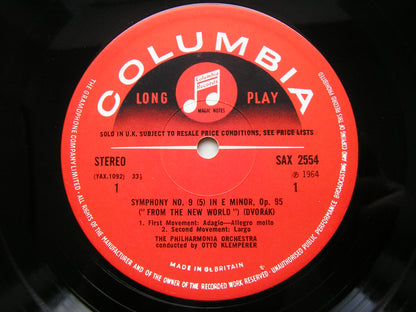 COLUMBIA
Columbia
Records
LONG PLAY
MAGIC NOTES
SOLD IN U.K. SUBJECT TO RESALE PRICE CONDITIONS, SEE PRICE LISTS
STEREO SAX 2554
(YAX.1092) 33⅓ ℗ 1964
1 1
SYMPHONY NO. 9 (5) IN E MINOR, Op. 95
("FROM THE NEW WORLD") (DVORAK)
1. First Movement: Adagio—Allegro molto
2. Second Movement: Largo
THE PHILHARMONIA ORCHESTRA
conducted by OTTO KLEMPERER
MADE IN GT. BRITAIN
THE GRAMOPHONE COMPANY LIMITED. ALL RIGHTS OF THE MANUFACTURER AND OF THE OWNER OF THE RECORDED WORK RESERVED. UNAUTHORISED PUBLIC PERFORMANCE BROADCASTING AND COPYING OF THIS RECORD PROHIBITED